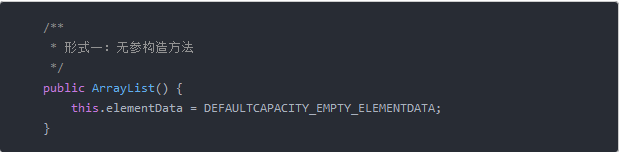 /**
 * 形式一：无参构造方法
 */
public ArrayList() {
    this.elementData = DEFAULTCAPACITY_EMPTY_ELEMENTDATA;
}